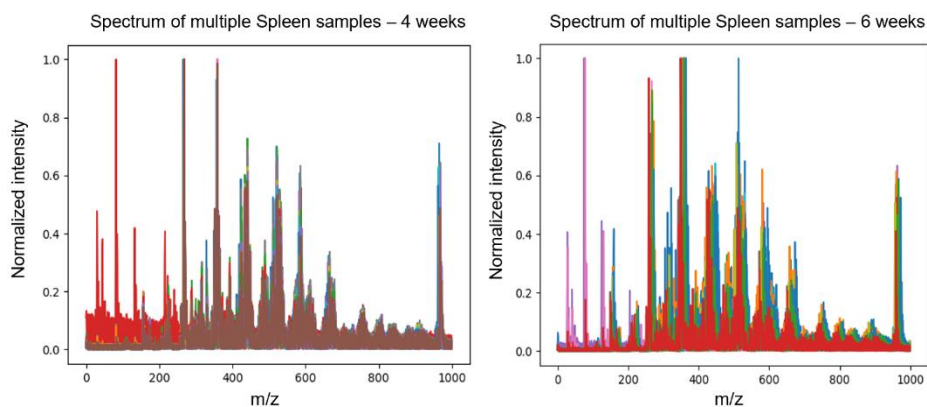 Spectrum of multiple Spleen samples – 4 weeks
Normalized intensity
1.0
0.8
0.6
0.4
0.2
0.0
0 200 400 600 800 1000
m/z
Spectrum of multiple Spleen samples – 6 weeks
Normalized intensity
1.0
0.8
0.6
0.4
0.2
0.0
0 200 400 600 800 1000
m/z